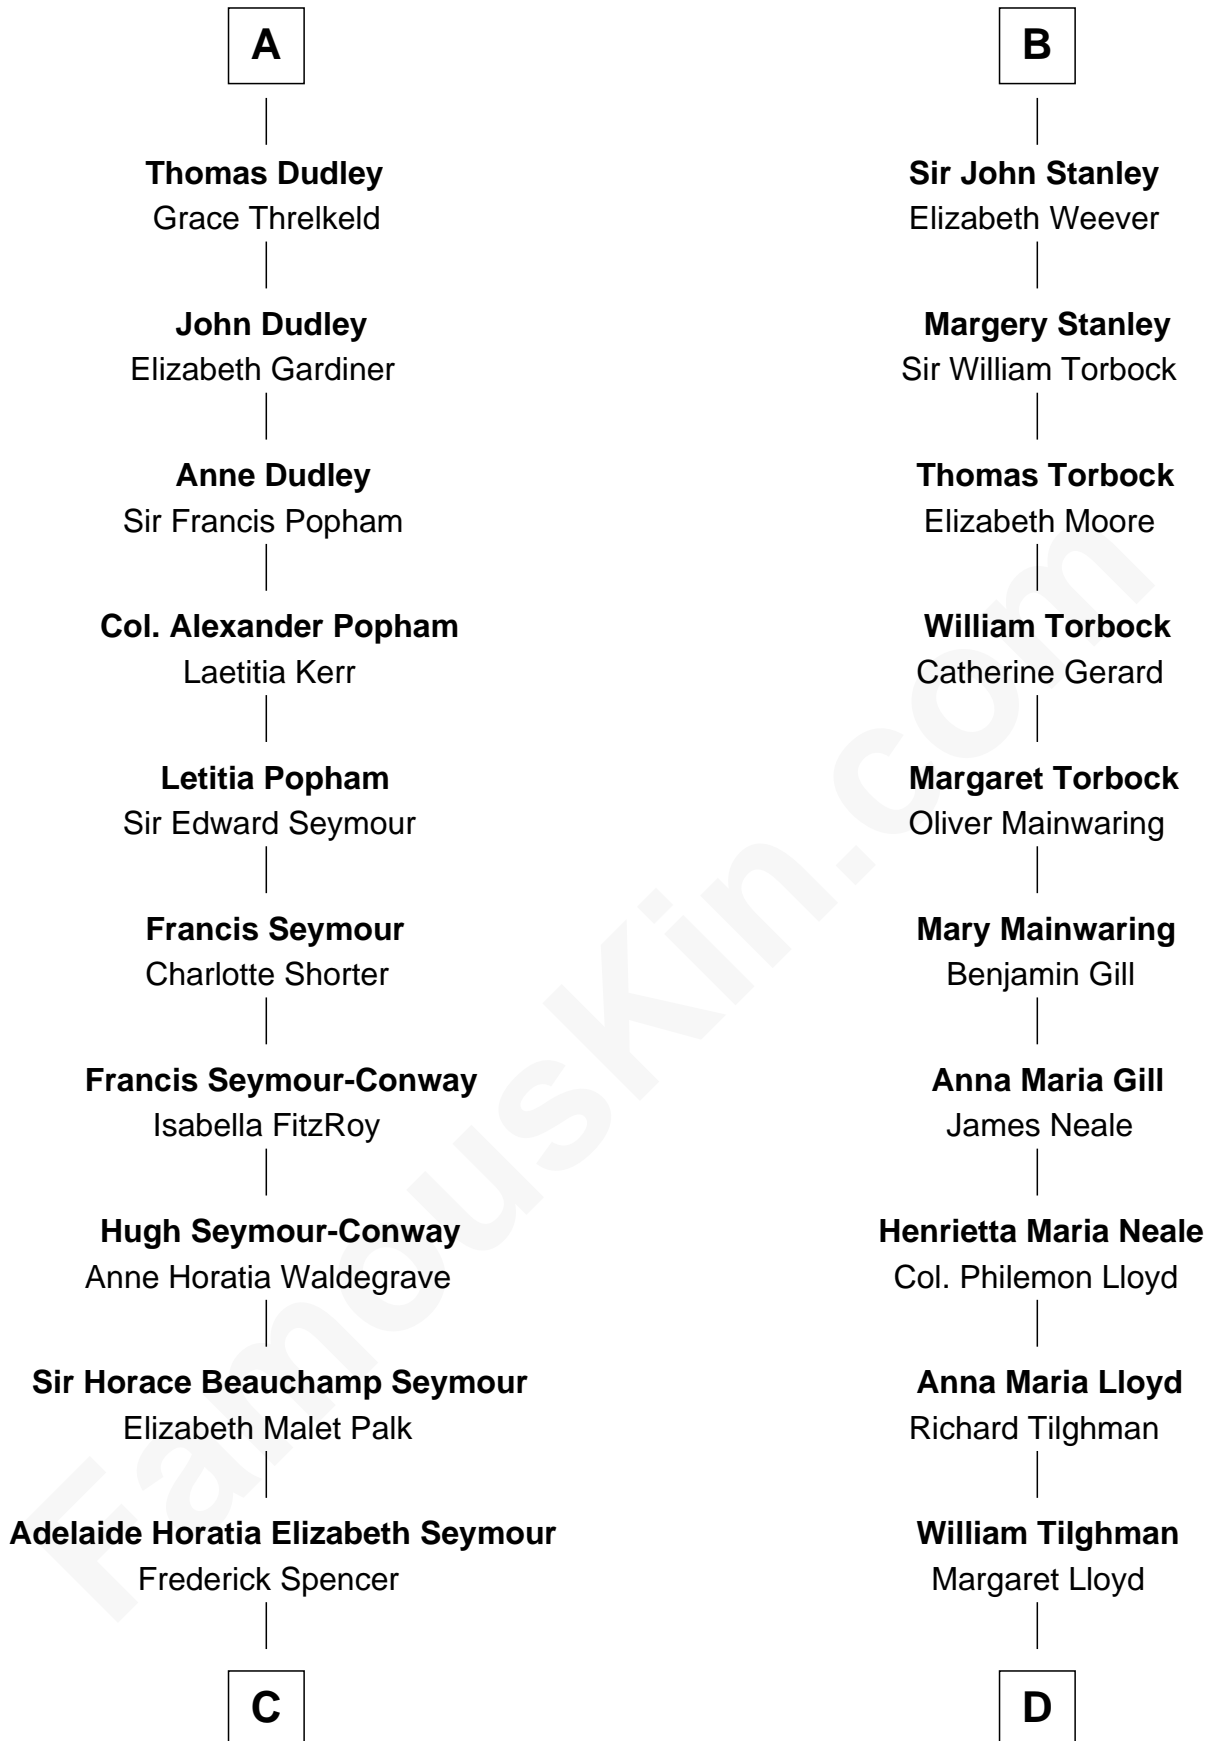 A
Thomas Dudley
Grace Threlkeld
John Dudley
Elizabeth Gardiner
Anne Dudley
Sir Francis Popham
Col. Alexander Popham
Laetitia Kerr
Letitia Popham
Sir Edward Seymour
Francis Seymour
Charlotte Shorter
Francis Seymour-Conway
Isabella FitzRoy
Hugh Seymour-Conway
Anne Horatia Waldegrave
Sir Horace Beauchamp Seymour
Elizabeth Malet Palk
Adelaide Horatia Elizabeth Seymour
Frederick Spencer
C
B
Sir John Stanley
Elizabeth Weever
Margery Stanley
Sir William Torbock
Thomas Torbock
Elizabeth Moore
William Torbock
Catherine Gerard
Margaret Torbock
Oliver Mainwaring
Mary Mainwaring
Benjamin Gill
Anna Maria Gill
James Neale
Henrietta Maria Neale
Col. Philemon Lloyd
Anna Maria Lloyd
Richard Tilghman
William Tilghman
Margaret Lloyd
D
FamousKin.com